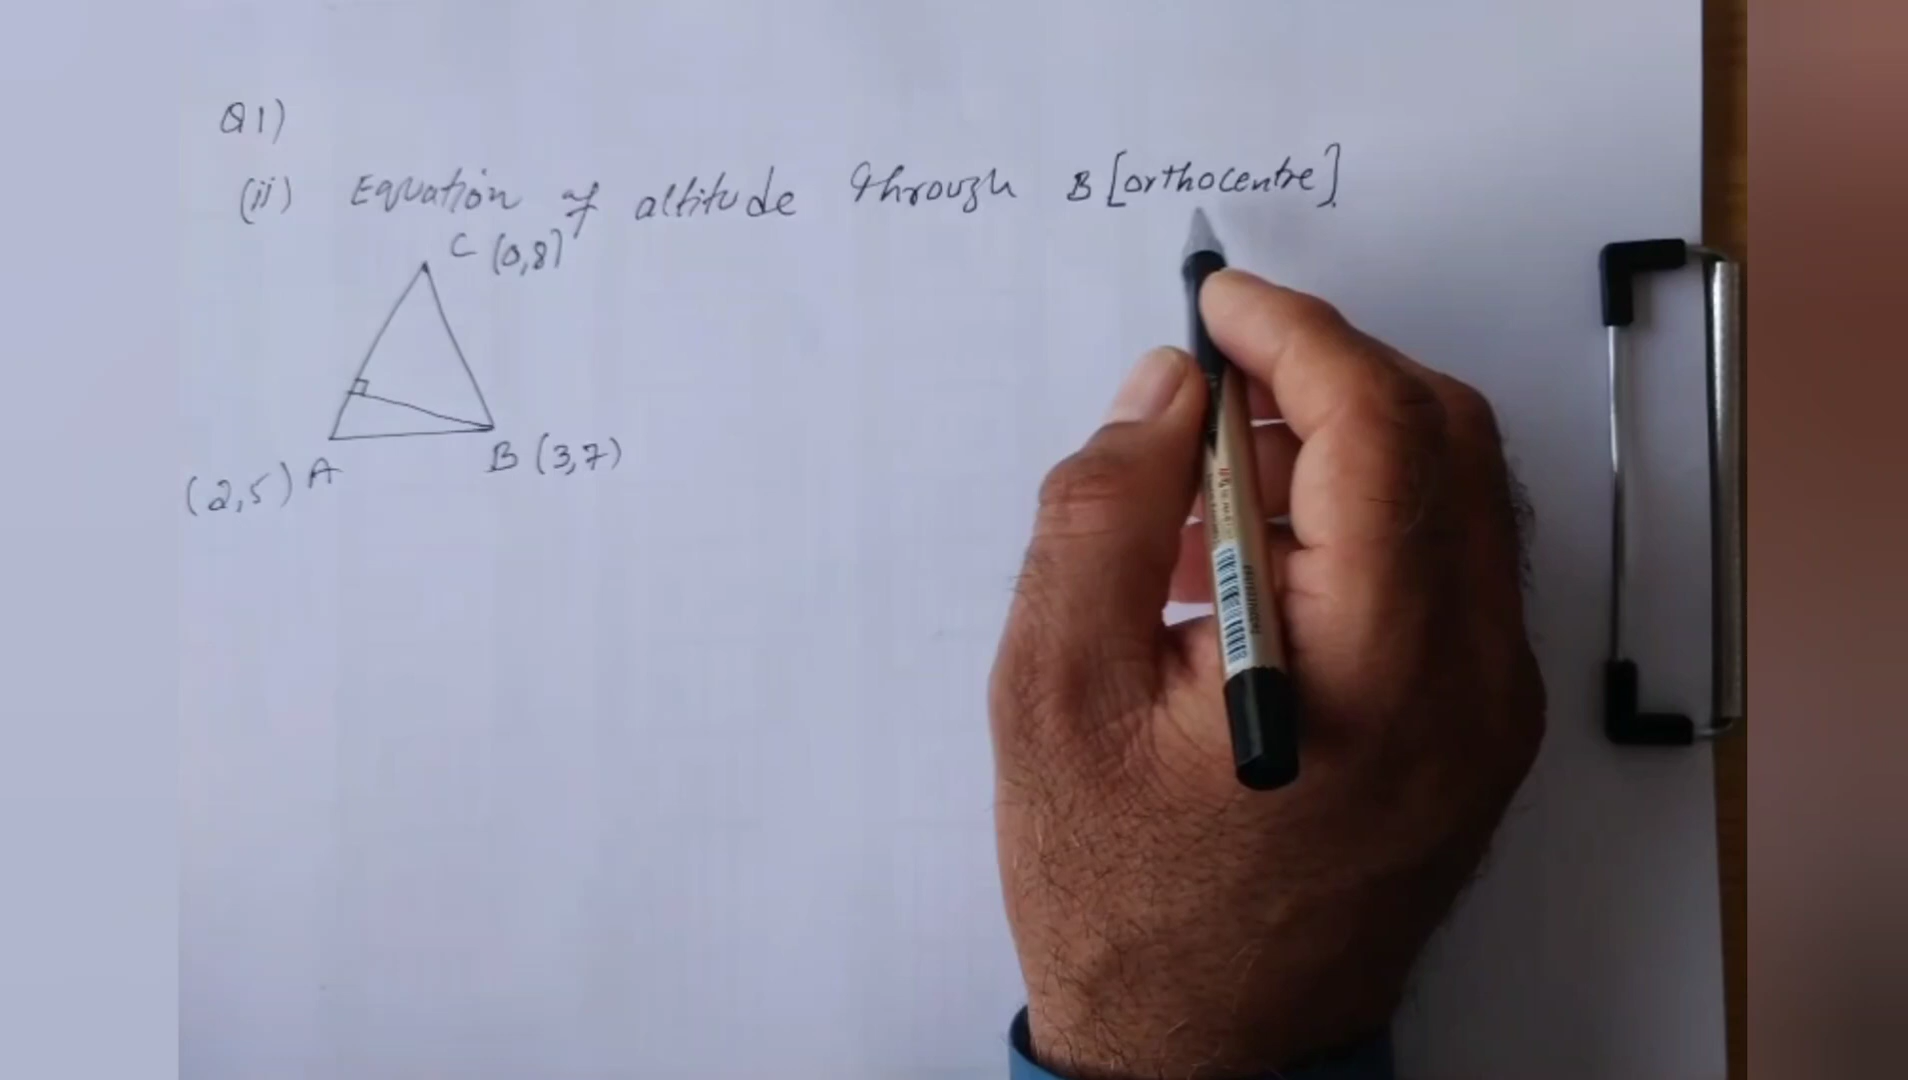 Q1)
(ii) Equation of altitude through B [orthocentre].
C (0,8)
B (3,7)
(2,5) A